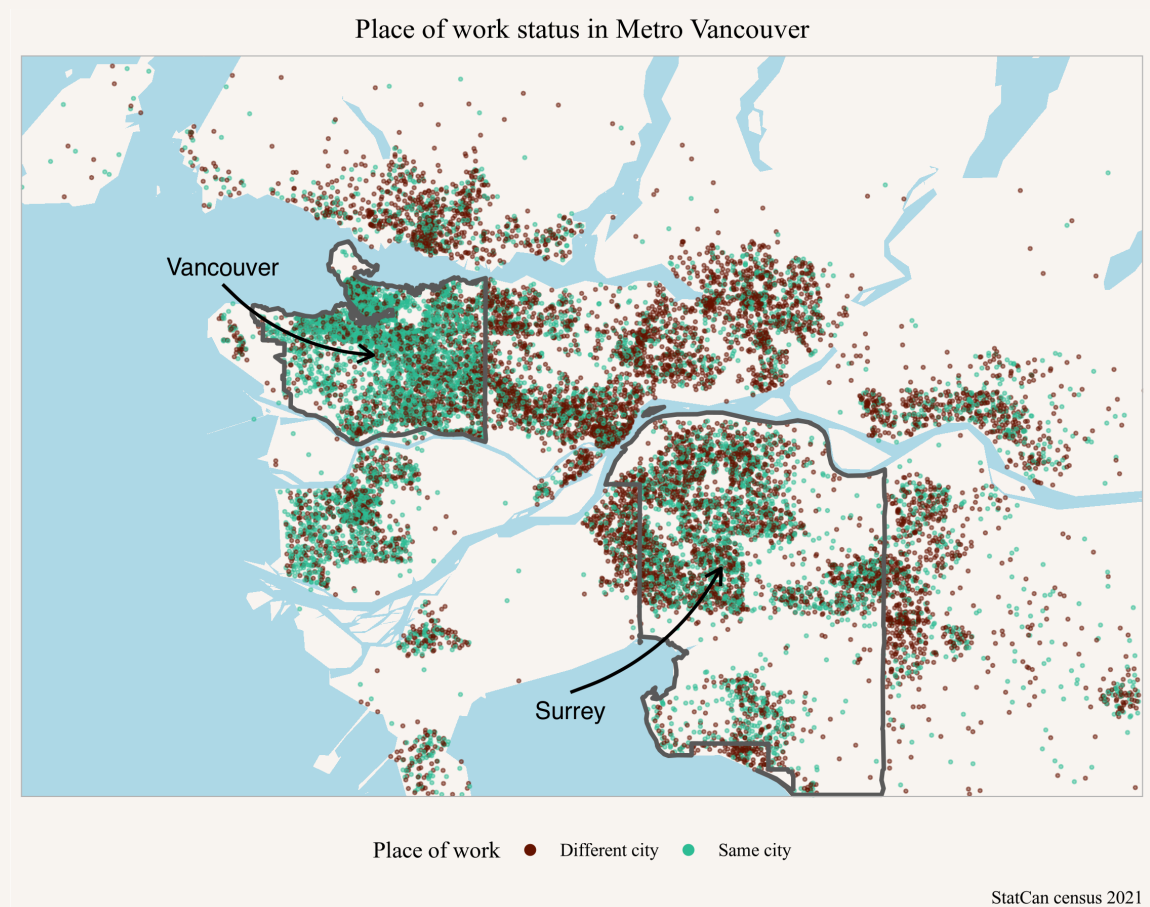 Place of work status in Metro Vancouver
Vancouver
Surrey
Place of work Different city Same city
StatCan census 2021